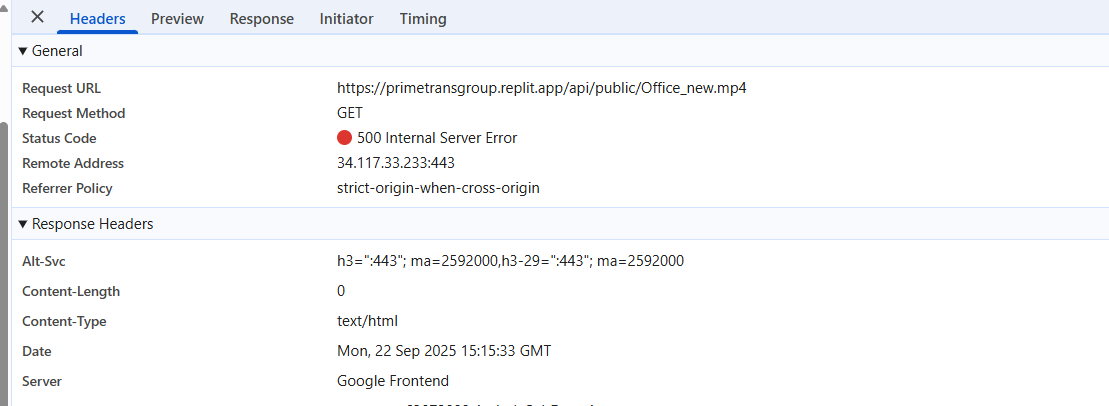 Headers Preview Response Initiator Timing
General
Request URL https://primetransgroup.replit.app/api/public/Office_new.mp4
Request Method GET
Status Code 500 Internal Server Error
Remote Address 34.117.33.233:443
Referrer Policy strict-origin-when-cross-origin
Response Headers
Alt-Svc h3=":443"; ma=2592000,h3-29=":443"; ma=2592000
Content-Length 0
Content-Type text/html
Date Mon, 22 Sep 2025 15:15:33 GMT
Server Google Frontend